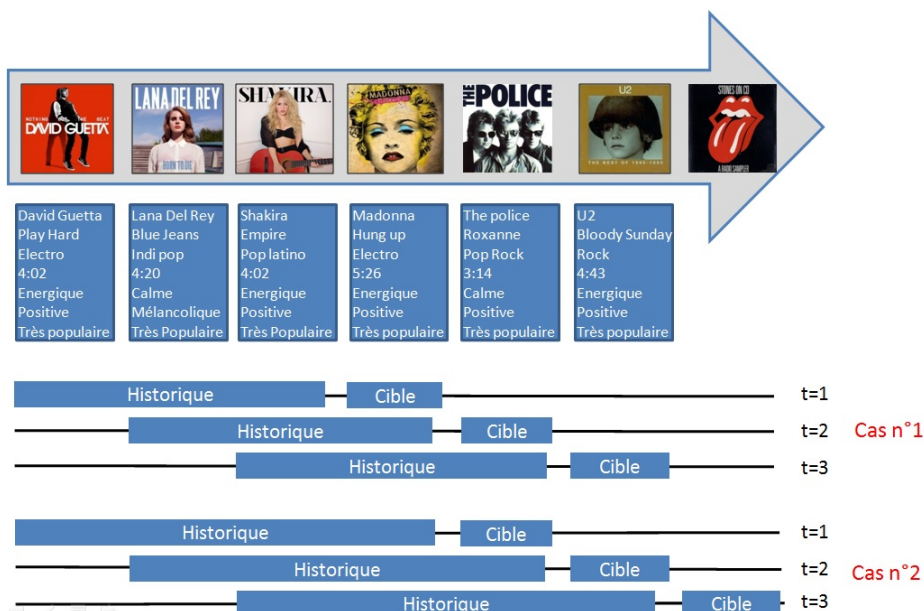 NOTHING BUT THE BEAT
DAVID GUETTA
LANA DEL REY
BORN TO DIE
SHAKIRA.
MADONNA
THE POLICE
U2
STONES ON CD
A RADIO SAMPLER
David Guetta
Play Hard
Electro
4:02
Energique
Positive
Très populaire
Lana Del Rey
Blue Jeans
Indi pop
4:20
Calme
Mélancolique
Très Populaire
Shakira
Empire
Pop latino
4:02
Energique
Positive
Très Populaire
Madonna
Hung up
Electro
5:26
Energique
Positive
Très populaire
The police
Roxanne
Pop Rock
3:14
Calme
Positive
Très populaire
U2
Bloody Sunday
Rock
4:43
Energique
Positive
Très populaire
Historique Cible t=1
Historique Cible t=2 Cas n°1
Historique Cible t=3
Historique Cible t=1
Historique Cible t=2 Cas n°2
Historique Cible t=3